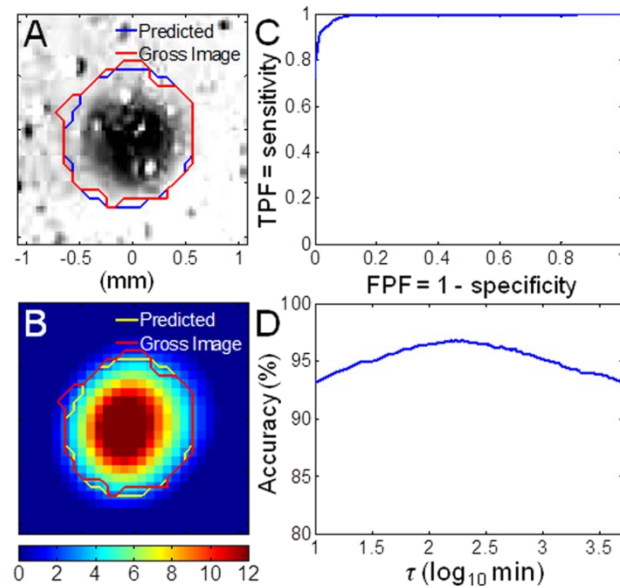 A
Predicted
Gross Image
-1 -0.5 0 0.5 1
(mm)
B
Predicted
Gross Image
0 2 4 6 8 10 12
C
1
0.8
0.6
0.4
0.2
0
TPF = sensitivity
0 0.2 0.4 0.6 0.8
FPF = 1 - specificity
D
100
95
90
85
80
Accuracy (%)
1 1.5 2 2.5 3 3.5
τ (log10 min)